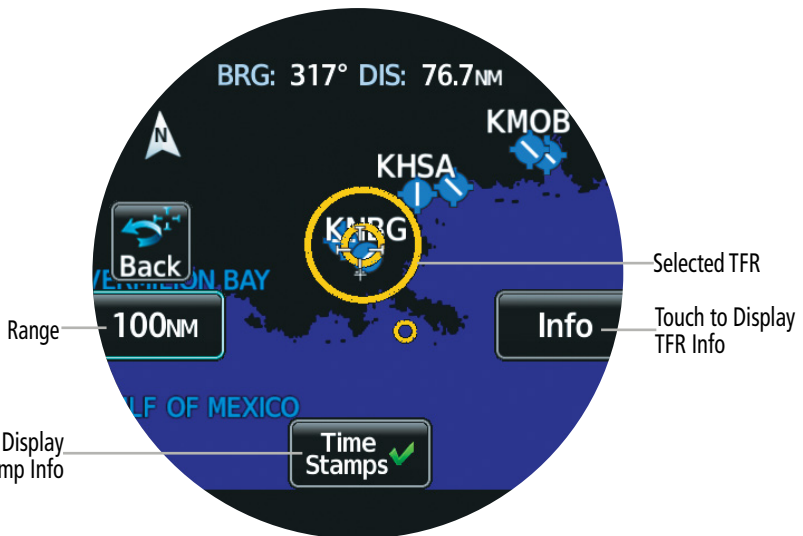 BRG: 317° DIS: 76.7NM
N
KMOB
KHSA
KNBG
Back
VERMILION BAY
Selected TFR
Range
100NM
Info
Touch to Display
TFR Info
LF OF MEXICO
Display
mp Info
Time
Stamps